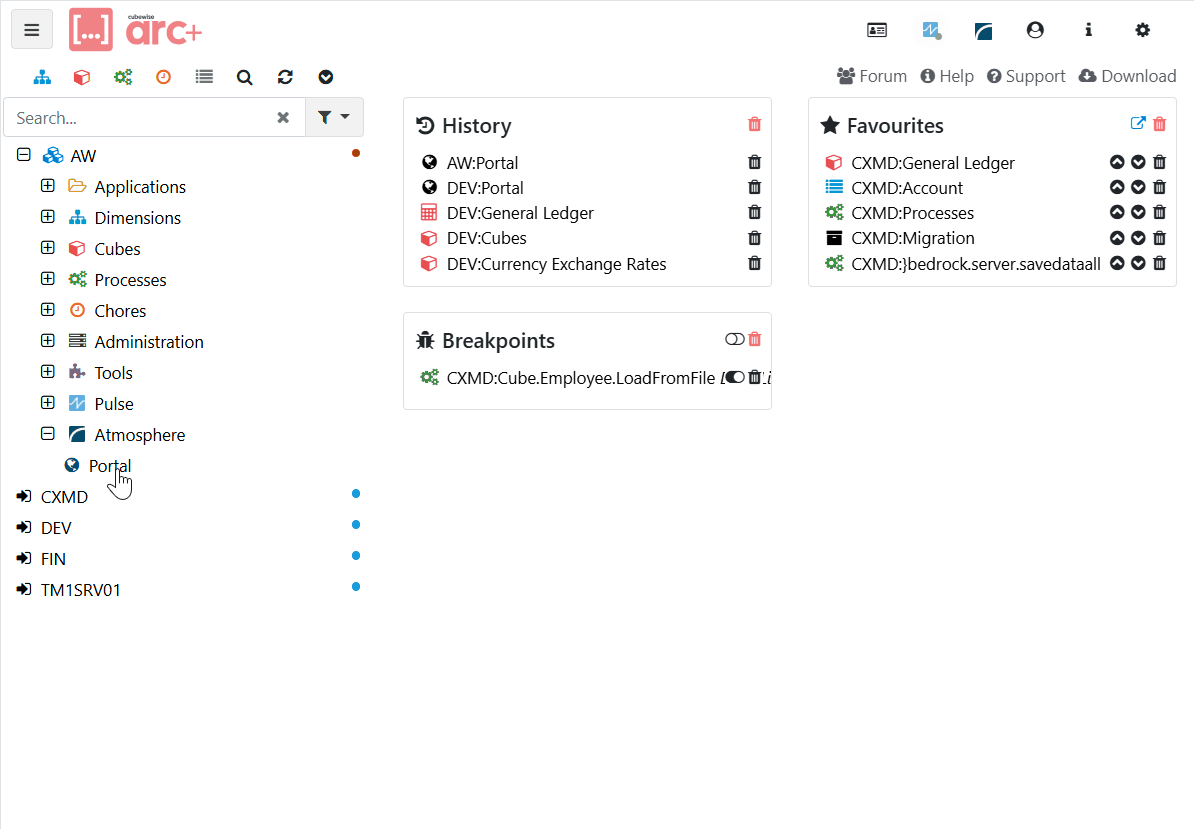 [...] cubewise
arc+
Forum Help Support Download
Search...
AW
Applications
Dimensions
Cubes
Processes
Chores
Administration
Tools
Pulse
Atmosphere
Portal
CXMD
DEV
FIN
TM1SRV01
History
AW:Portal
DEV:Portal
DEV:General Ledger
DEV:Cubes
DEV:Currency Exchange Rates
Breakpoints
CXMD:Cube.Employee.LoadFromFile
Favourites
CXMD:General Ledger
CXMD:Account
CXMD:Processes
CXMD:Migration
CXMD:}bedrock.server.savedataall